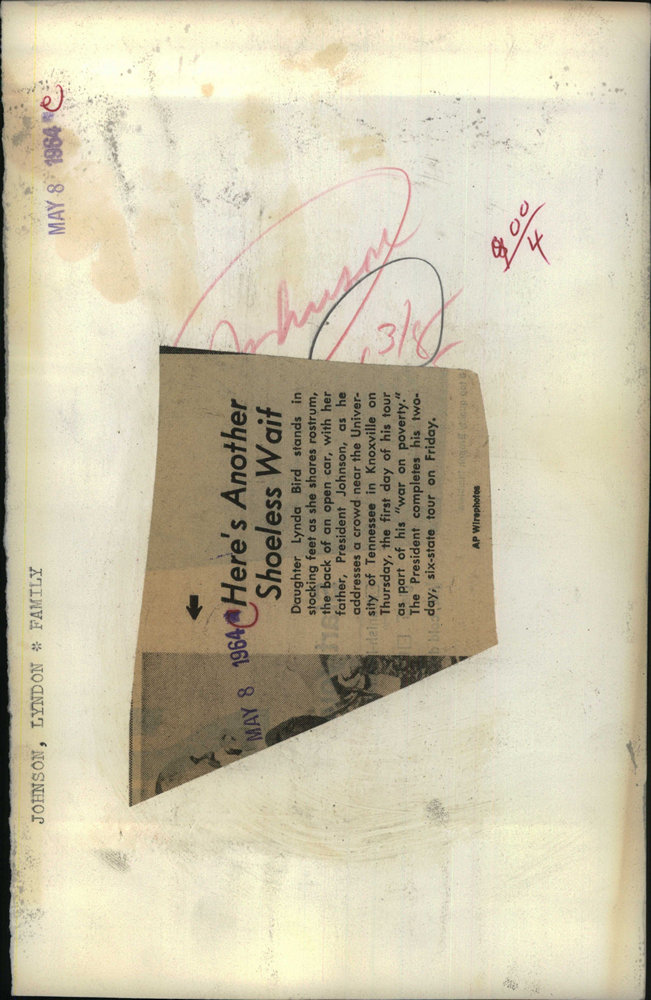 JOHNSON, LYNDON * FAMILY
MAY 8 1964
Johnson
3/8
00/4
Here's Another
Shoeless Waif
Daughter Lynda Bird stands in
stocking feet as she shares rostrum,
the back of an open car, with her
father, President Johnson, as he
addresses a crowd near the Univer-
sity of Tennessee in Knoxville on
Thursday, the first day of his tour
as part of his "war on poverty."
The President completes his two-
day, six-state tour on Friday.
AP Wirephotos
MAY 8 1964